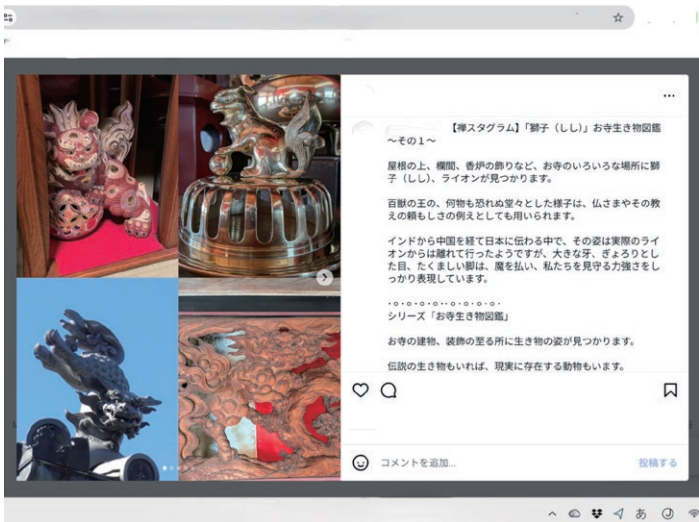 【禅スタグラム】「獅子（しし）」お寺生き物図鑑
～その１～
屋根の上、欄間、香炉の飾りなど、お寺のいろいろな場所に獅
子（しし）、ライオンが見つかります。
百獣の王の、何物も恐れぬ堂々とした様子は、仏さまやその教
えの頼もしさの例えとしても用いられます。
インドから中国を経て日本に伝わる中で、その姿は実際のライ
オンからは離れて行ったようですが、大きな牙、ぎょろりとし
た目、たくましい脚は、魔を払い、私たちを見守る力強さをし
っかり表現しています。
シリーズ「お寺生き物図鑑」
お寺の建物、装飾の至る所に生き物の姿が見つかります。
伝説の生き物もいれば、現実に存在する動物もいます。
コメントを追加...
投稿する
あ